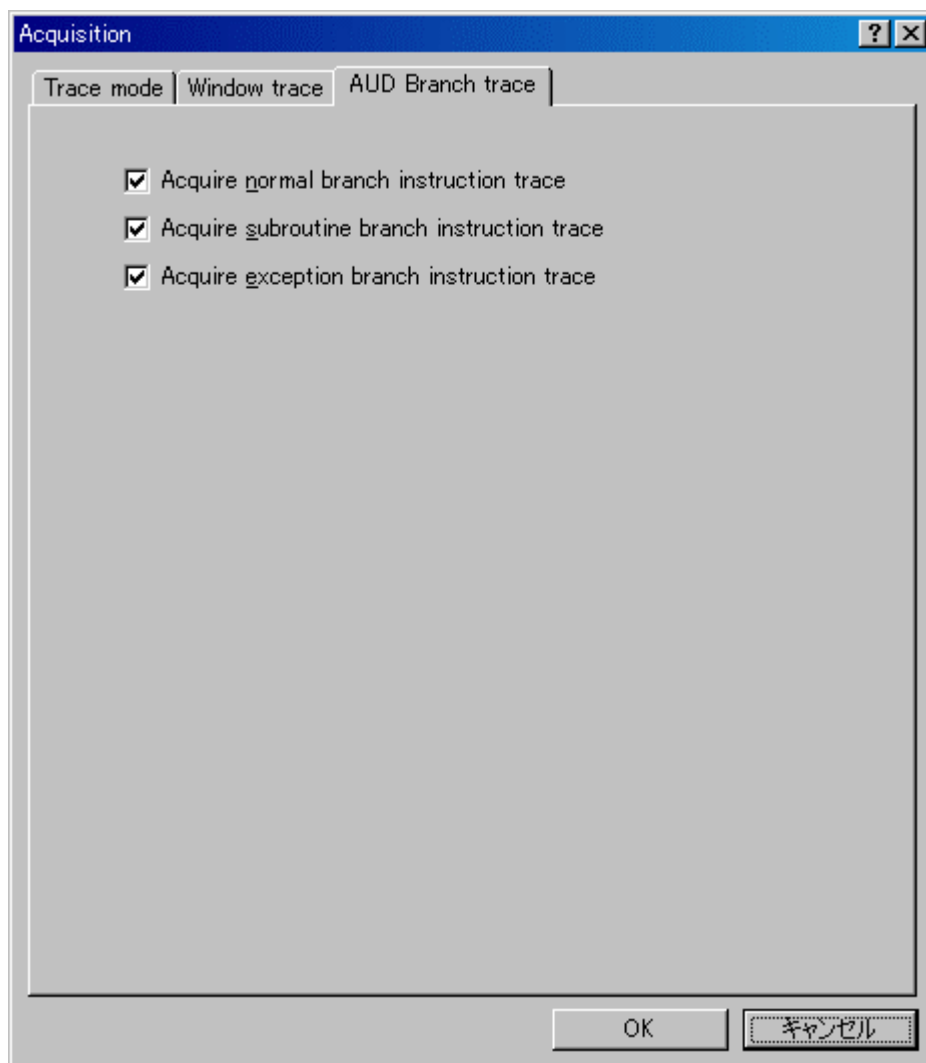 Acquisition
Trace mode Window trace AUD Branch trace
Acquire normal branch instruction trace
Acquire subroutine branch instruction trace
Acquire exception branch instruction trace
OK キャンセル